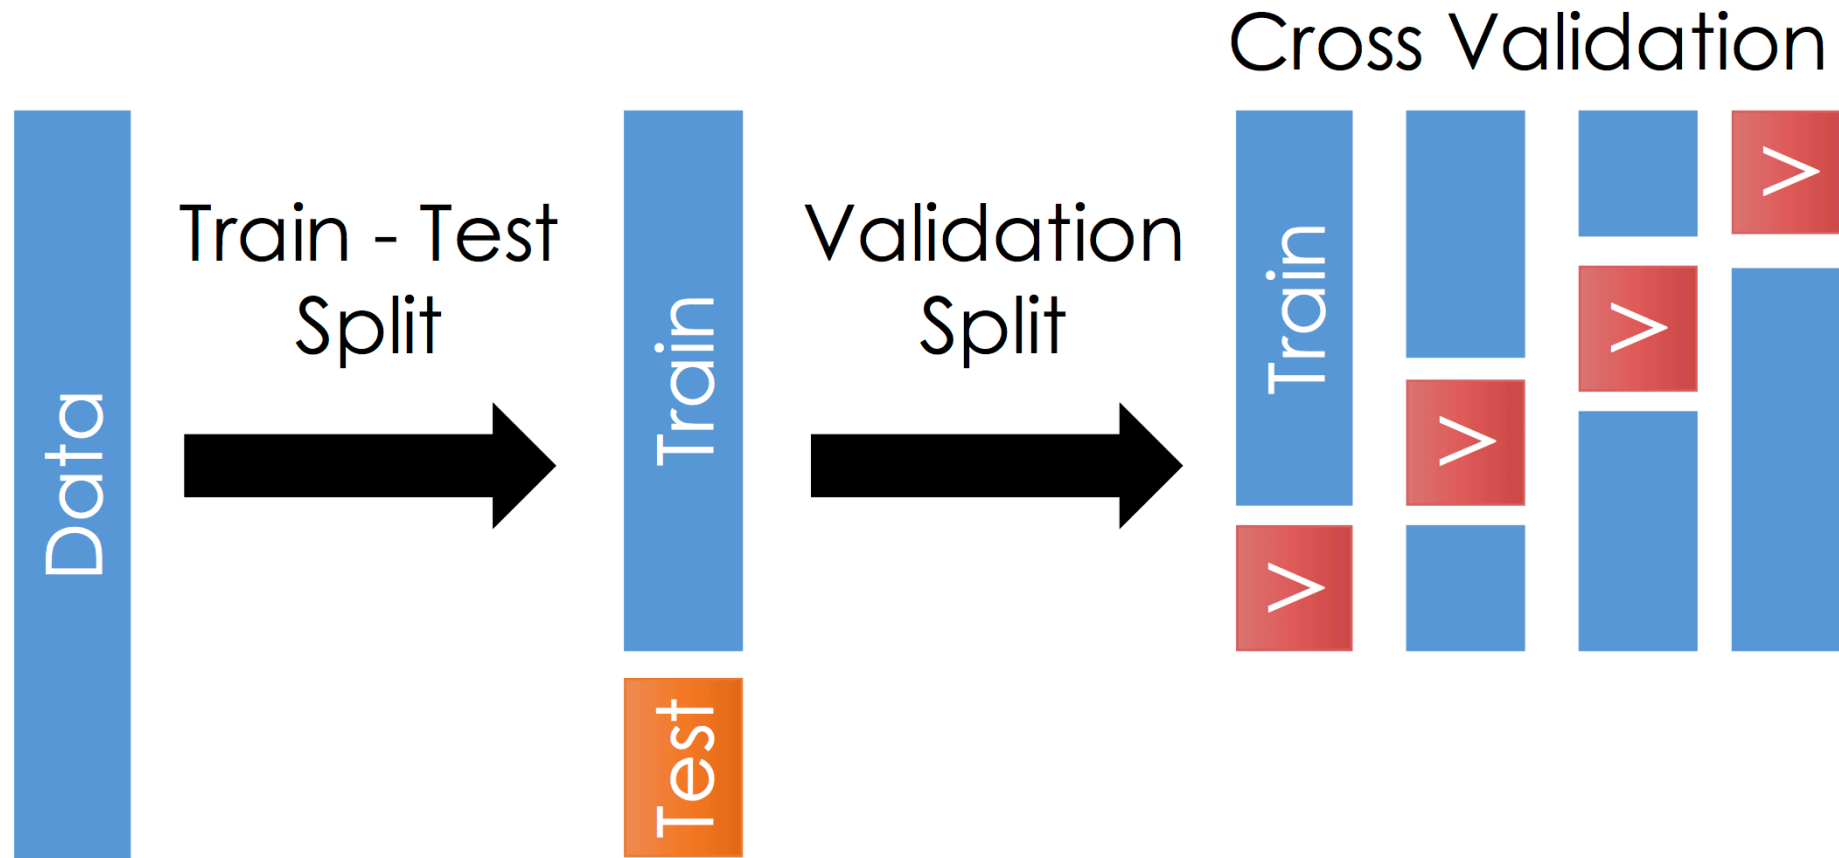 Cross Validation
Data
Train - Test
Split
Train
Test
Validation
Split
Train
V
V
V
V